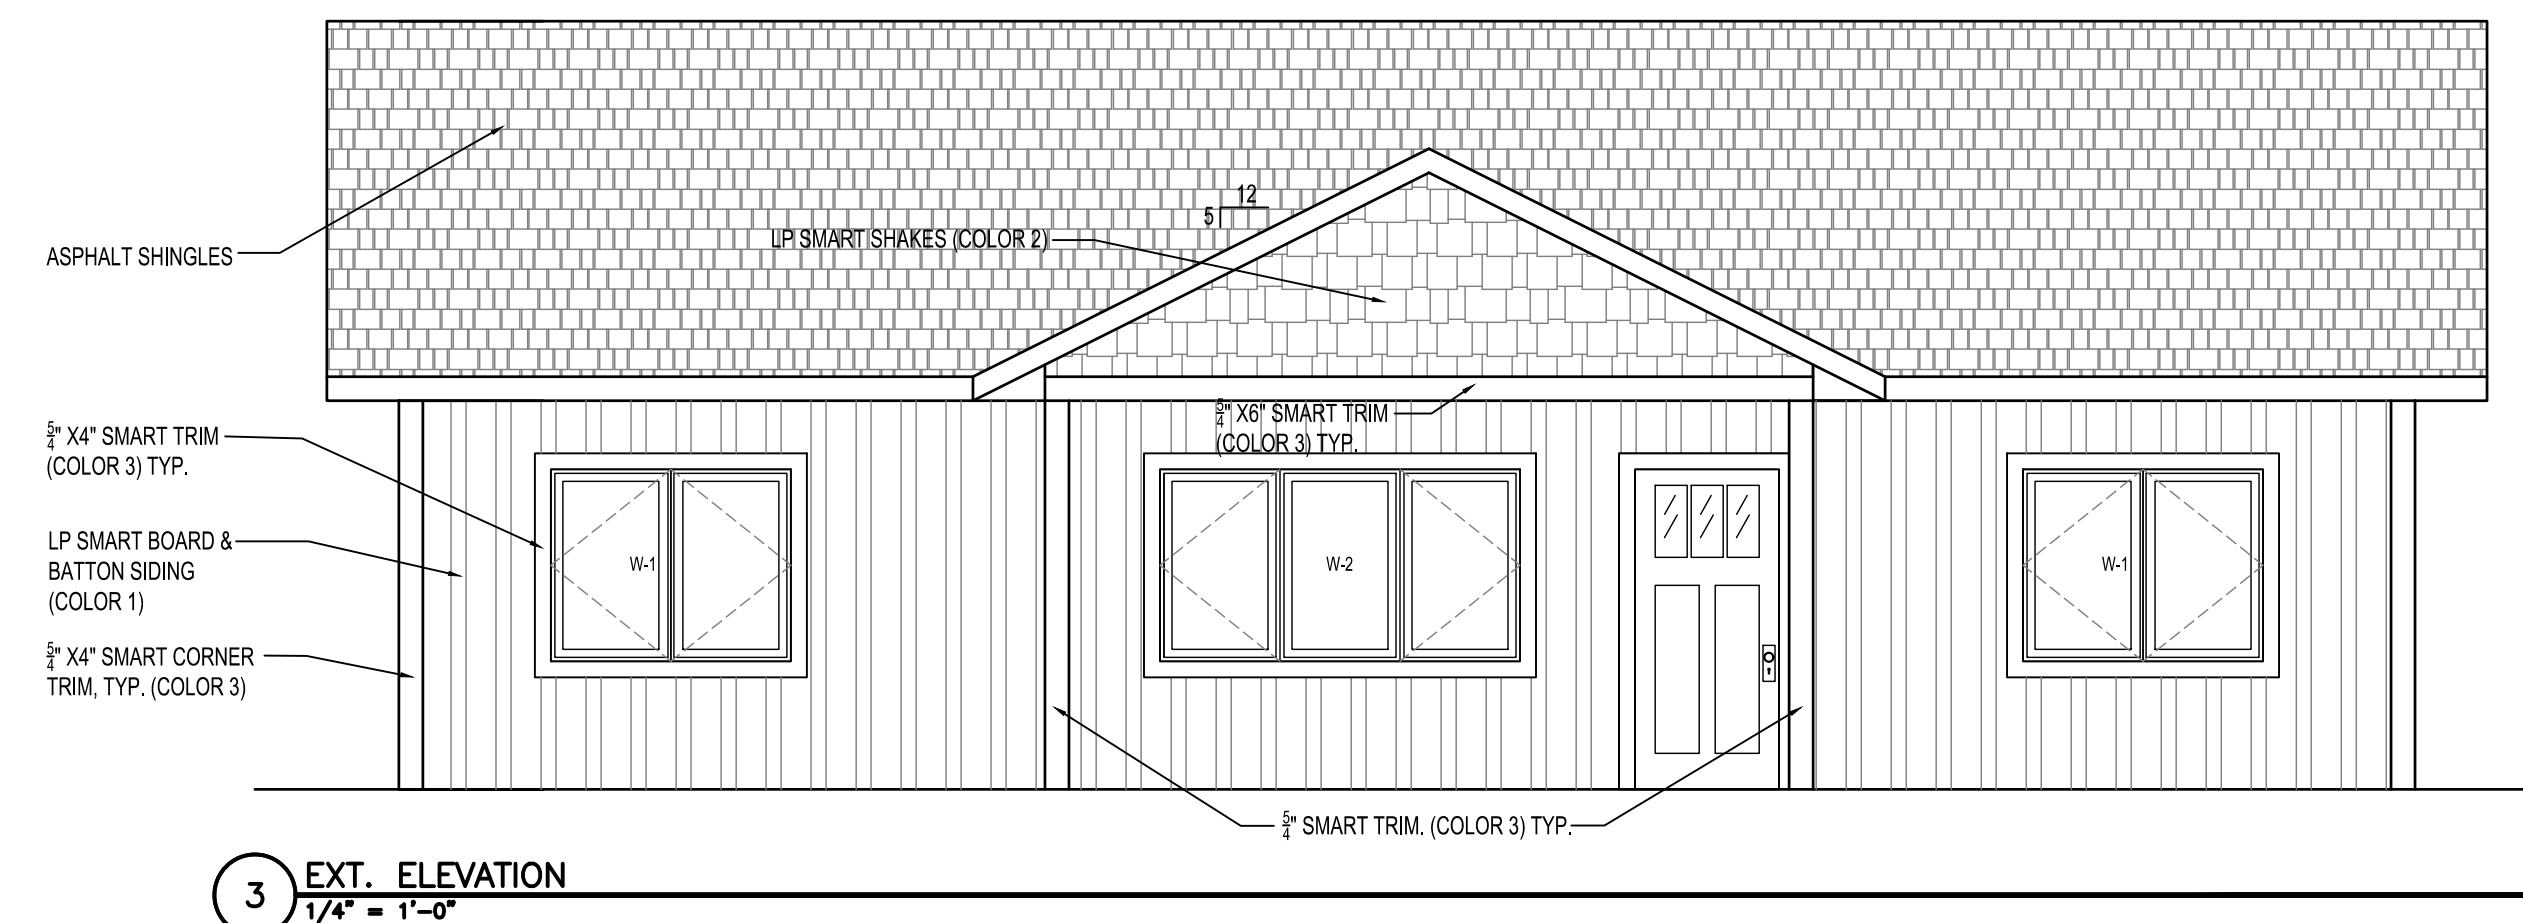 12
5
LP SMART SHAKES (COLOR 2)
ASPHALT SHINGLES
5/4" X6" SMART TRIM
(COLOR 3) TYP.
5/4" X4" SMART TRIM
(COLOR 3) TYP.
LP SMART BOARD &
BATTON SIDING
(COLOR 1)
W-1
W-2
W-1
5/4" X4" SMART CORNER
TRIM, TYP. (COLOR 3)
5/4" SMART TRIM. (COLOR 3) TYP.
3
EXT. ELEVATION
1/4" = 1'-0"